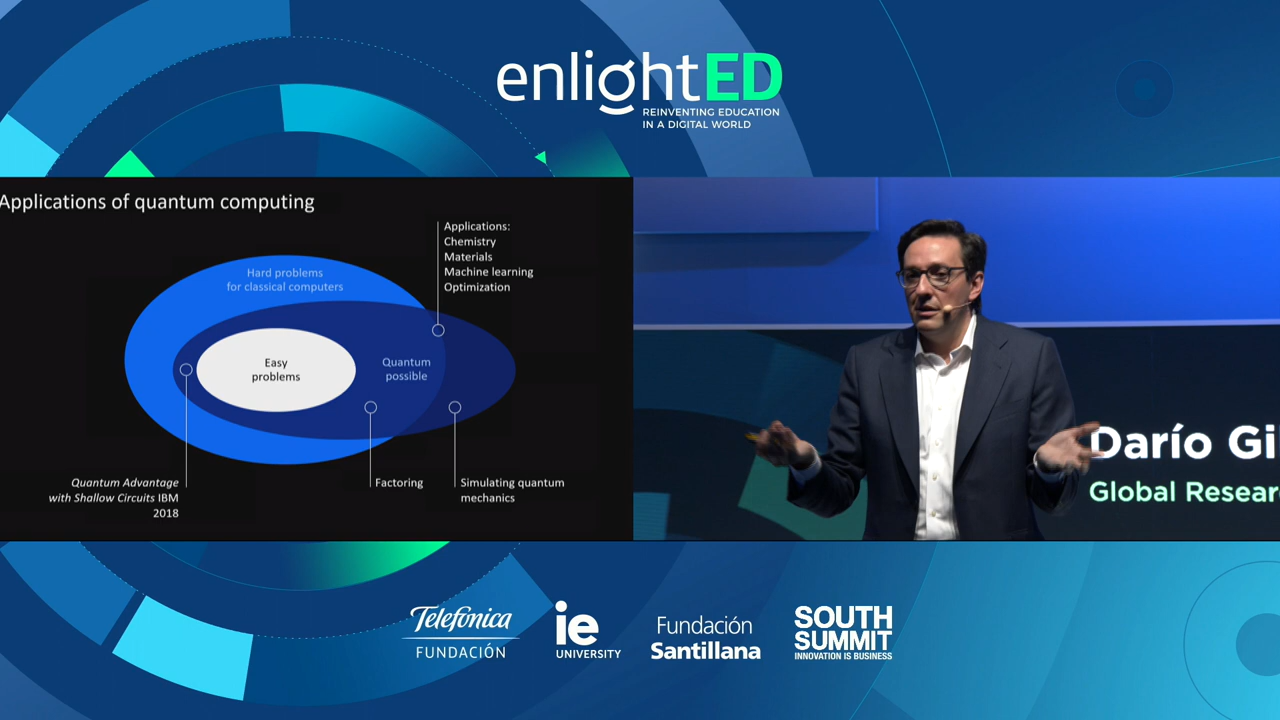 enlightED
REINVENTING EDUCATION
IN A DIGITAL WORLD
Applications of quantum computing
Applications:
Chemistry
Materials
Machine learning
Optimization
Hard problems
for classical computers
Easy
problems
Quantum
possible
Quantum Advantage
with Shallow Circuits IBM
2018
Factoring
Simulating quantum
mechanics
Darío Gi
Global Resear
Telefónica
FUNDACIÓN
ie
UNIVERSITY
Fundación
Santillana
SOUTH
SUMMIT
INNOVATION IS BUSINESS